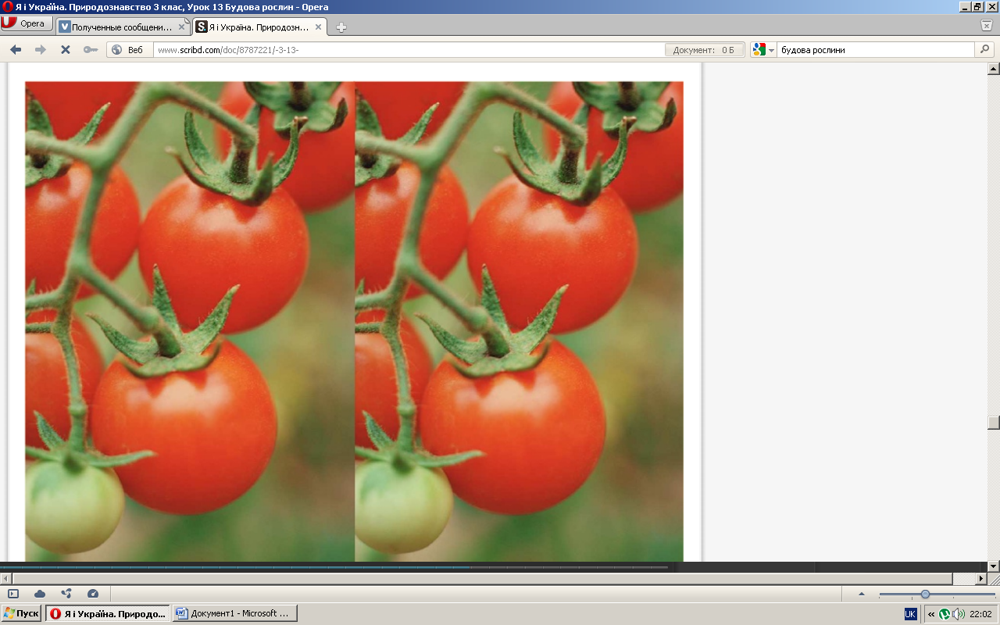 Я і Україна. Природознавство 3 клас, Урок 13 Будова рослин - Opera
Opera
Полученные сообщени...
Я і Україна. Природозн...
Веб
www.scribd.com/doc/8787221/-3-13-
Документ: 0 Б
будова рослини
Пуск
Я і Україна. Природо...
Документ1 - Microsoft ...
UK
22:02